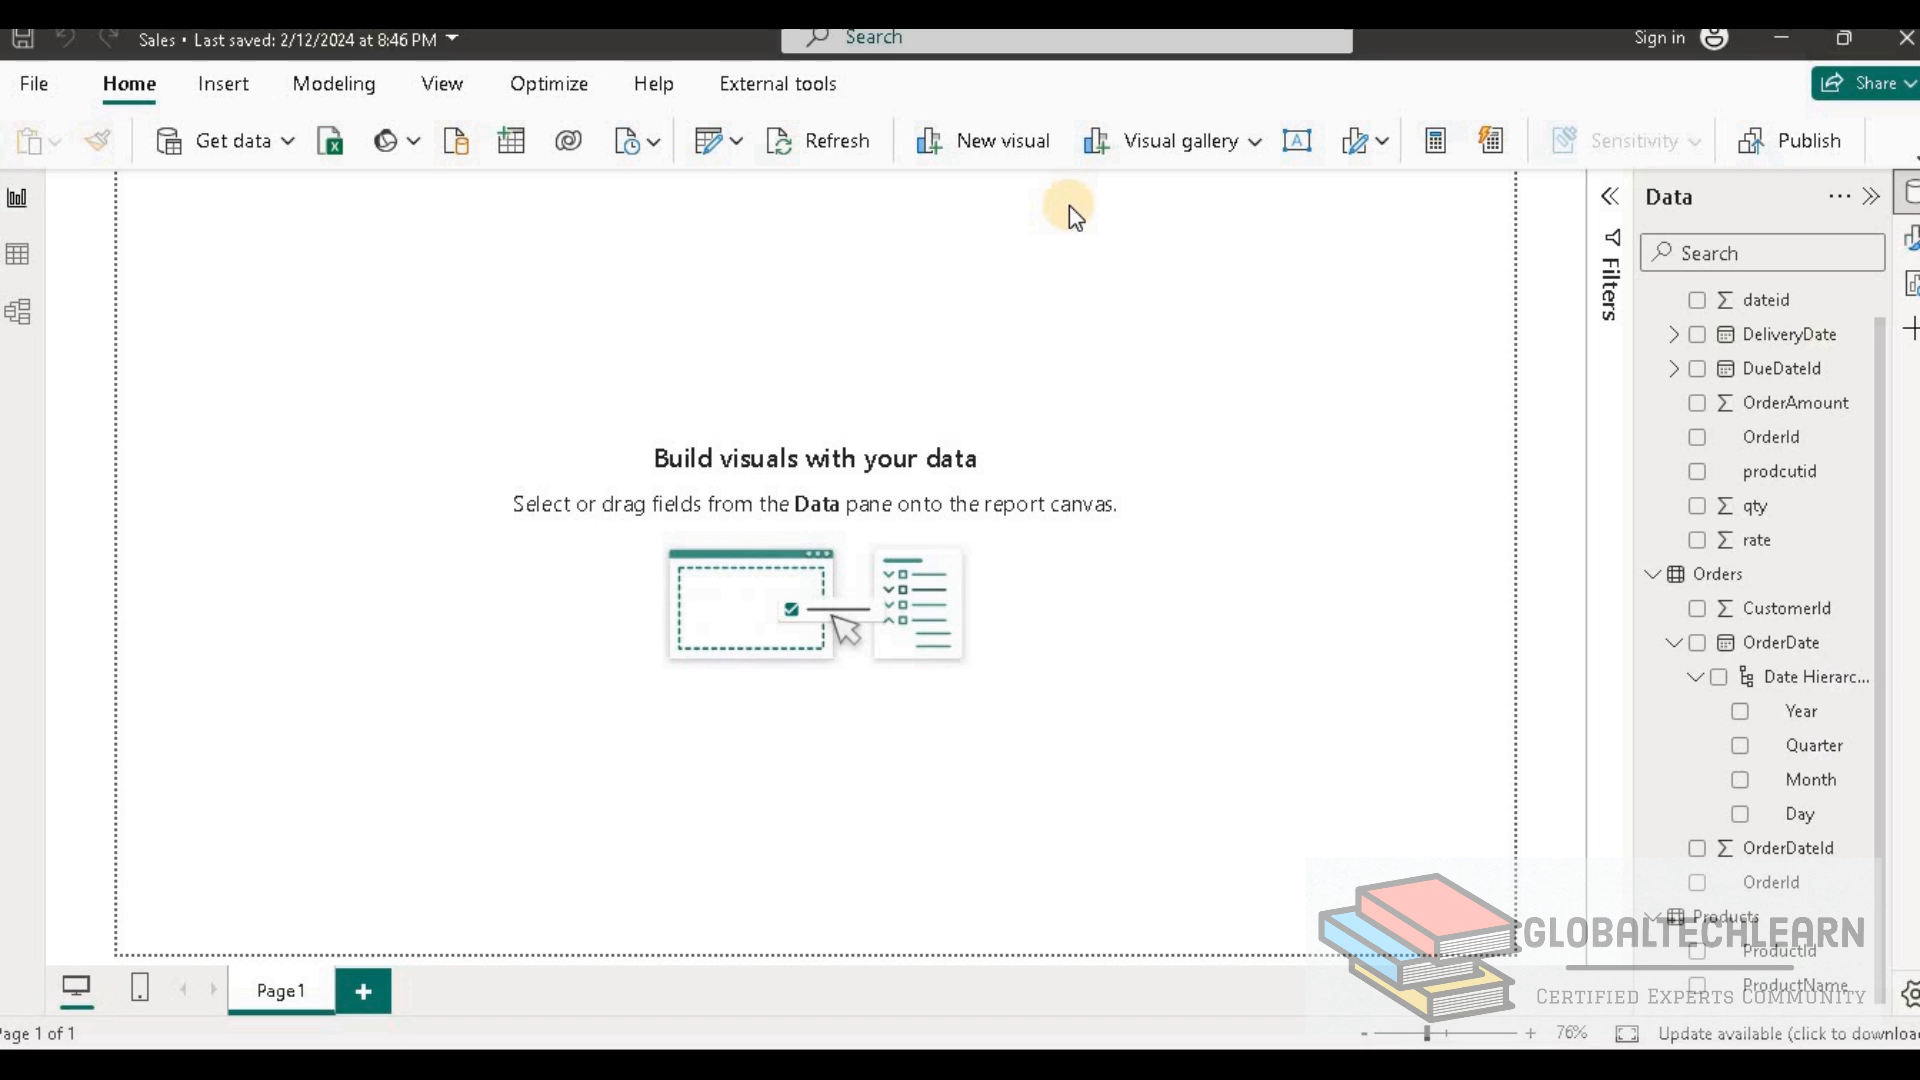 Sales • Last saved: 2/12/2024 at 8:46 PM
Search
Sign in
File
Home
Insert
Modeling
View
Optimize
Help
External tools
Share
Get data
Refresh
New visual
Visual gallery
Sensitivity
Publish
Build visuals with your data
Select or drag fields from the Data pane onto the report canvas.
Filters
Data
Search
dateid
DeliveryDate
DueDateId
OrderAmount
OrderId
prodcutid
qty
rate
Orders
CustomerId
OrderDate
Date Hierarc...
Year
Quarter
Month
Day
OrderDateId
OrderId
Products
ProductId
ProductName
GLOBALTECHLEARN
CERTIFIED EXPERTS COMMUNITY
Page1
Page 1 of 1
76%
Update available (click to downloa